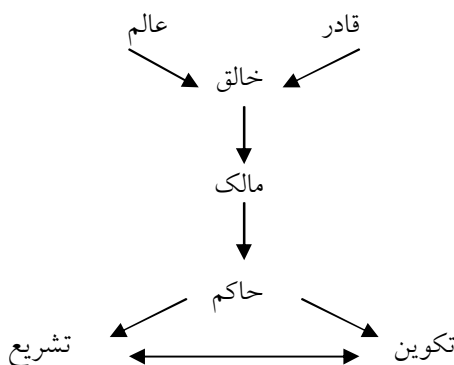 قادر عالم
خالق
مالک
حاکم
تکوین تشریع